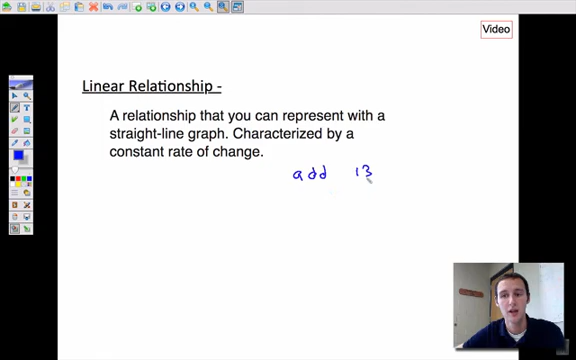 Video
Linear Relationship -
A relationship that you can represent with a
straight-line graph. Characterized by a
constant rate of change.
add 13